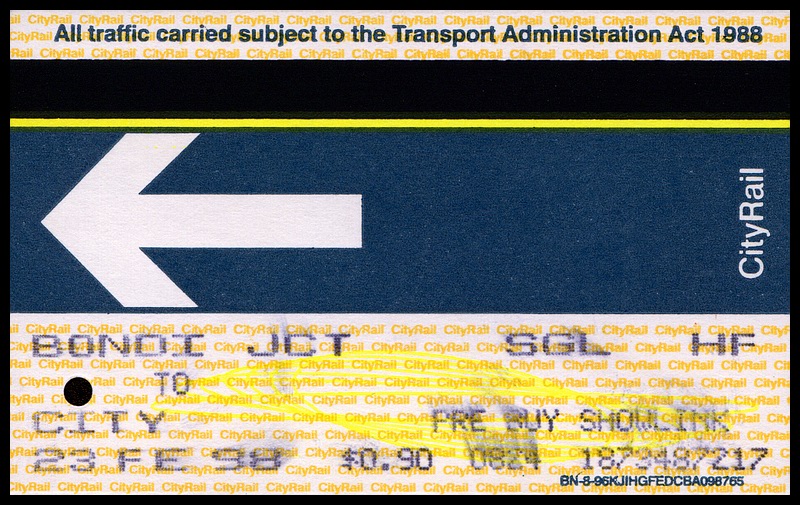 All traffic carried subject to the Transport Administration Act 1988
CityRail
BONDI JCT SGL HF
TO
CITY PRE BUY SHOWLINK
23 FE 98 $0.90
BN-8-96KJIHGFEDCBA098765